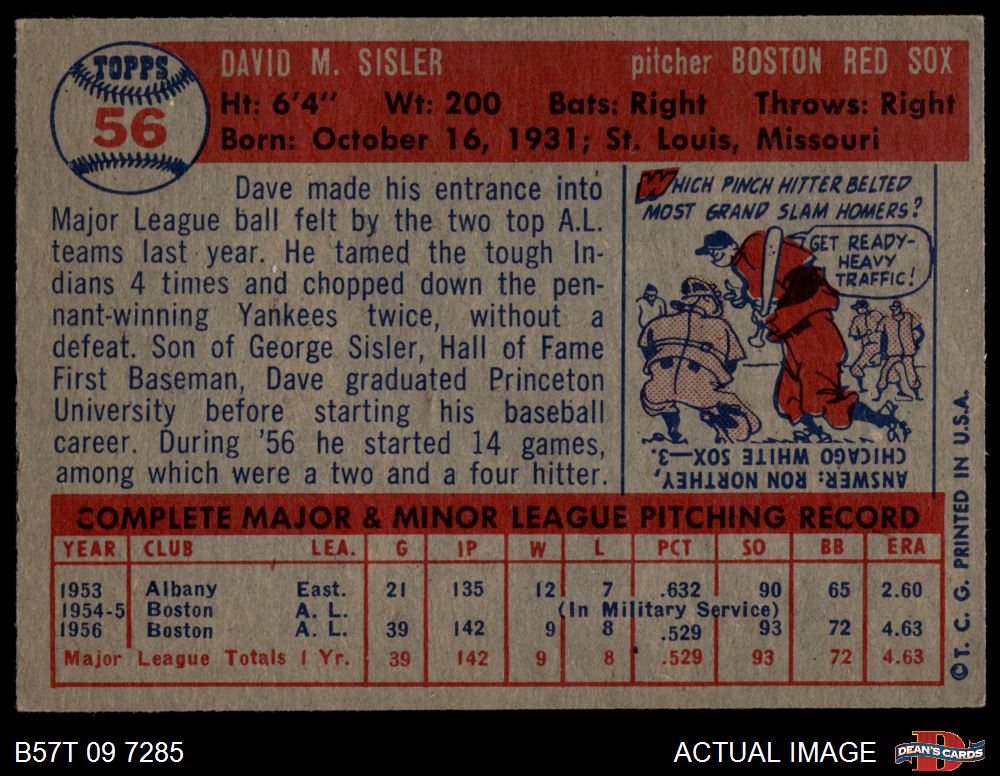 TOPPS
56
DAVID M. SISLER pitcher BOSTON RED SOX
Ht: 6'4" Wt: 200 Bats: Right Throws: Right
Born: October 16, 1931; St. Louis, Missouri
Dave made his entrance into
Major League ball felt by the two top A.L.
teams last year. He tamed the tough In-
dians 4 times and chopped down the pen-
nant-winning Yankees twice, without a
defeat. Son of George Sisler, Hall of Fame
First Baseman, Dave graduated Princeton
University before starting his baseball
career. During '56 he started 14 games,
among which were a two and a four hitter.
WHICH PINCH HITTER BELTED
MOST GRAND SLAM HOMERS?
GET READY-
HEAVY
TRAFFIC!
ANSWER: RON NORTHEY,
CHICAGO WHITE SOX—3.
COMPLETE MAJOR & MINOR LEAGUE PITCHING RECORD
YEAR CLUB LEA. G IP W L PCT SO BB ERA
1953 Albany East. 21 135 12 7 .632 90 65 2.60
1954-5 Boston A. L. (In Military Service)
1956 Boston A. L. 39 142 9 8 .529 93 72 4.63
Major League Totals 1 Yr. 39 142 9 8 .529 93 72 4.63
©T. C. G. PRINTED IN U.S.A.
B57T 09 7285 ACTUAL IMAGE DEAN'S CARDS